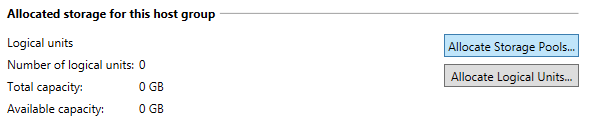 Allocated storage for this host group
Logical units
Allocate Storage Pools...
Number of logical units: 0
Allocate Logical Units...
Total capacity: 0 GB
Available capacity: 0 GB